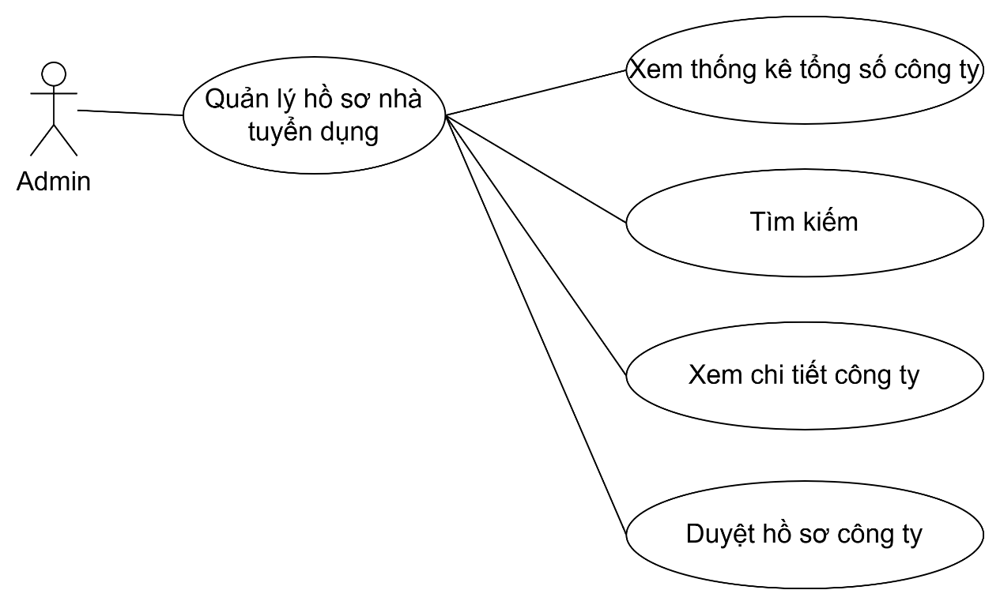 Admin
Quản lý hồ sơ nhà
tuyển dụng
Xem thống kê tổng số công ty
Tìm kiếm
Xem chi tiết công ty
Duyệt hồ sơ công ty